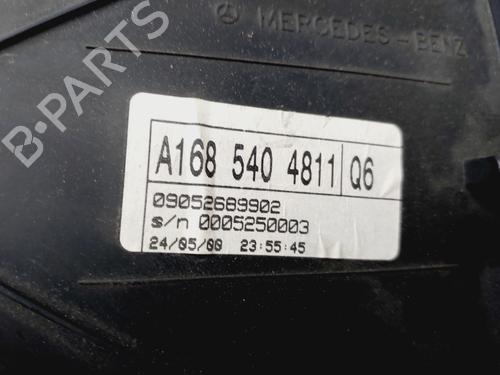 MERCEDES-BENZ
B-PARTS
A168 540 4811 Q6
09052689902
s/n 0005250003
24/05/00 23:55:45